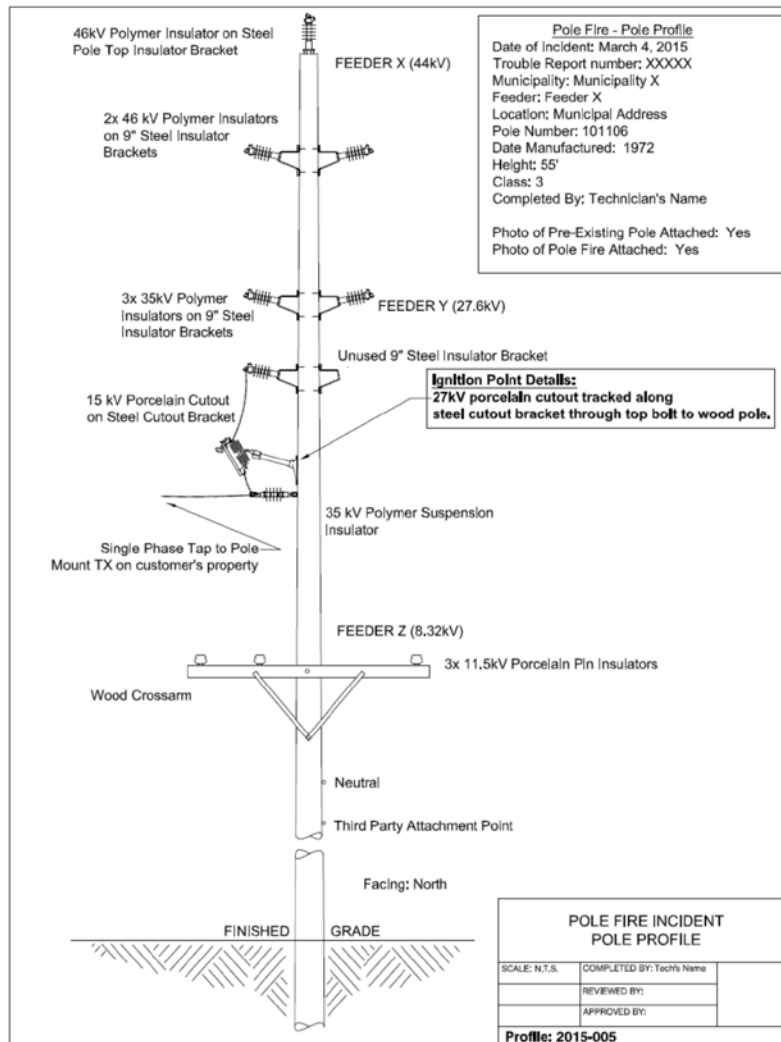 46kV Polymer Insulator on Steel
Pole Top Insulator Bracket
FEEDER X (44kV)
Pole Fire - Pole Profile
Date of Incident: March 4, 2015
Trouble Report number: XXXXX
Municipality: Municipality X
Feeder: Feeder X
Location: Municipal Address
Pole Number: 101106
Date Manufactured: 1972
Height: 55'
Class: 3
Completed By: Technician's Name
Photo of Pre-Existing Pole Attached: Yes
Photo of Pole Fire Attached: Yes
2x 46 kV Polymer Insulators
on 9" Steel Insulator
Brackets
3x 35kV Polymer
Insulators on 9" Steel
Insulator Brackets
FEEDER Y (27.6kV)
Unused 9" Steel Insulator Bracket
15 kV Porcelain Cutout
on Steel Cutout Bracket
Ignition Point Details:
27kV porcelain cutout tracked along
steel cutout bracket through top bolt to wood pole.
35 kV Polymer Suspension
Insulator
Single Phase Tap to Pole
Mount TX on customer's property
FEEDER Z (8.32kV)
3x 11.5kV Porcelain Pin Insulators
Wood Crossarm
Neutral
Third Party Attachment Point
Facing: North
FINISHED GRADE
POLE FIRE INCIDENT
POLE PROFILE
SCALE: N.T.S. COMPLETED BY: Tech's Name
REVIEWED BY:
APPROVED BY:
Profile: 2015-005